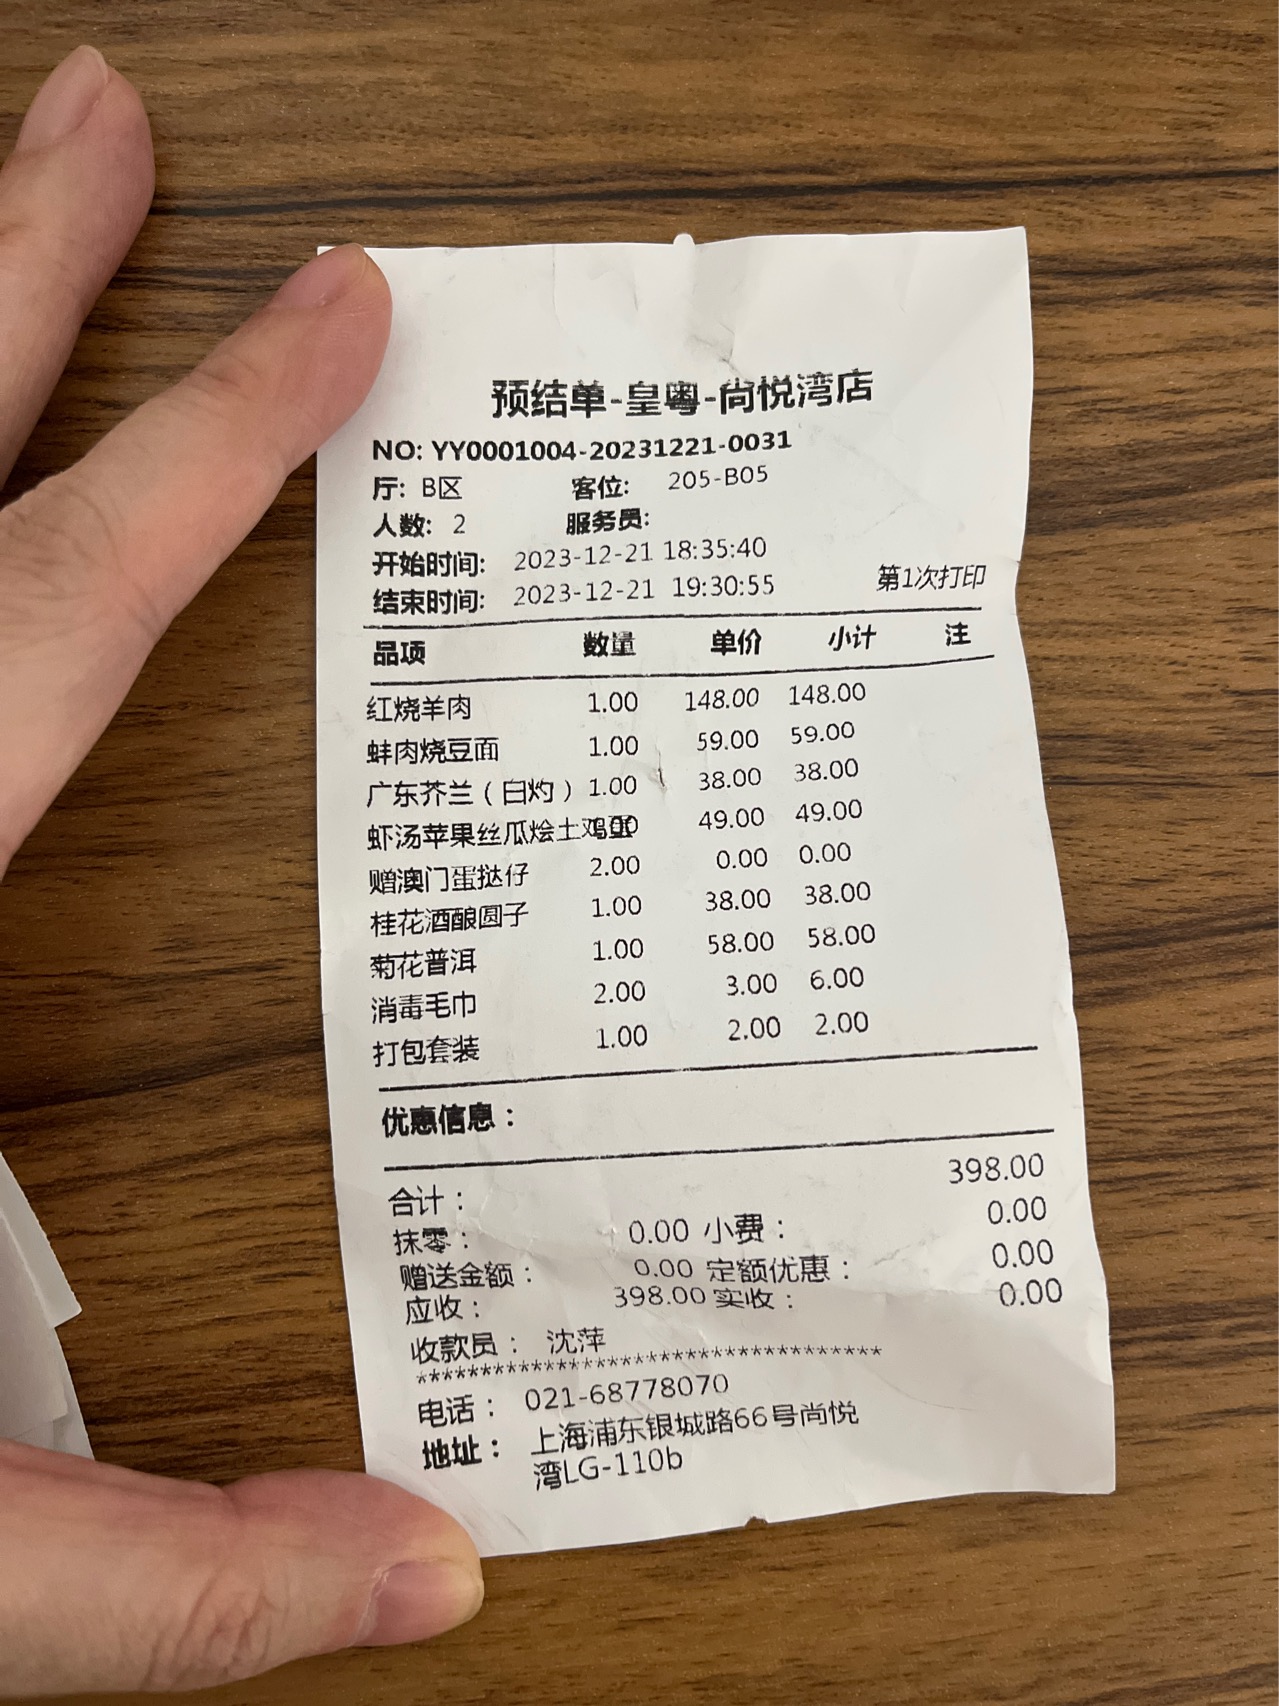 预结单-皇粤-尚悦湾店
NO: YY0001004-20231221-0031
厅: B区 客位: 205-B05
人数: 2 服务员:
开始时间: 2023-12-21 18:35:40
结束时间: 2023-12-21 19:30:55 第1次打印
品项 数量 单价 小计 注
红烧羊肉 1.00 148.00 148.00
蚌肉烧豆面 1.00 59.00 59.00
广东芥兰(白灼) 1.00 38.00 38.00
虾汤苹果丝瓜烩土鸡蛋 1.00 49.00 49.00
赠澳门蛋挞仔 2.00 0.00 0.00
桂花酒酿圆子 1.00 38.00 38.00
菊花普洱 1.00 58.00 58.00
消毒毛巾 2.00 3.00 6.00
打包套装 1.00 2.00 2.00
优惠信息:
合计: 398.00
抹零: 0.00 小费: 0.00
赠送金额: 0.00 定额优惠: 0.00
应收: 398.00 实收: 0.00
收款员: 沈萍
************************************
电话: 021-68778070
地址: 上海浦东银城路66号尚悦
湾LG-110b